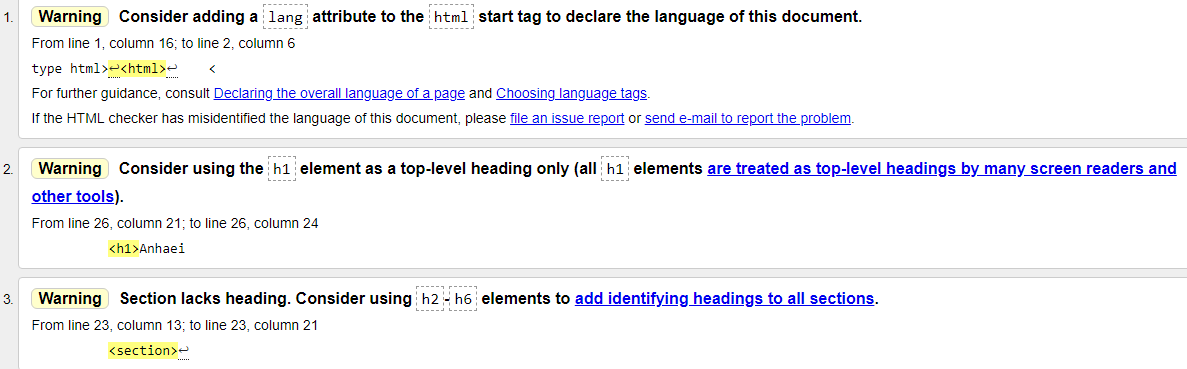 1. Warning Consider adding a lang attribute to the html start tag to declare the language of this document.
From line 1, column 16; to line 2, column 6
type html>↩<html>↩    <
For further guidance, consult Declaring the overall language of a page and Choosing language tags.
If the HTML checker has misidentified the language of this document, please file an issue report or send e-mail to report the problem.
2. Warning Consider using the h1 element as a top-level heading only (all h1 elements are treated as top-level headings by many screen readers and
other tools).
From line 26, column 21; to line 26, column 24
<h1>Anhaei
3. Warning Section lacks heading. Consider using h2-h6 elements to add identifying headings to all sections.
From line 23, column 13; to line 23, column 21
<section>↩